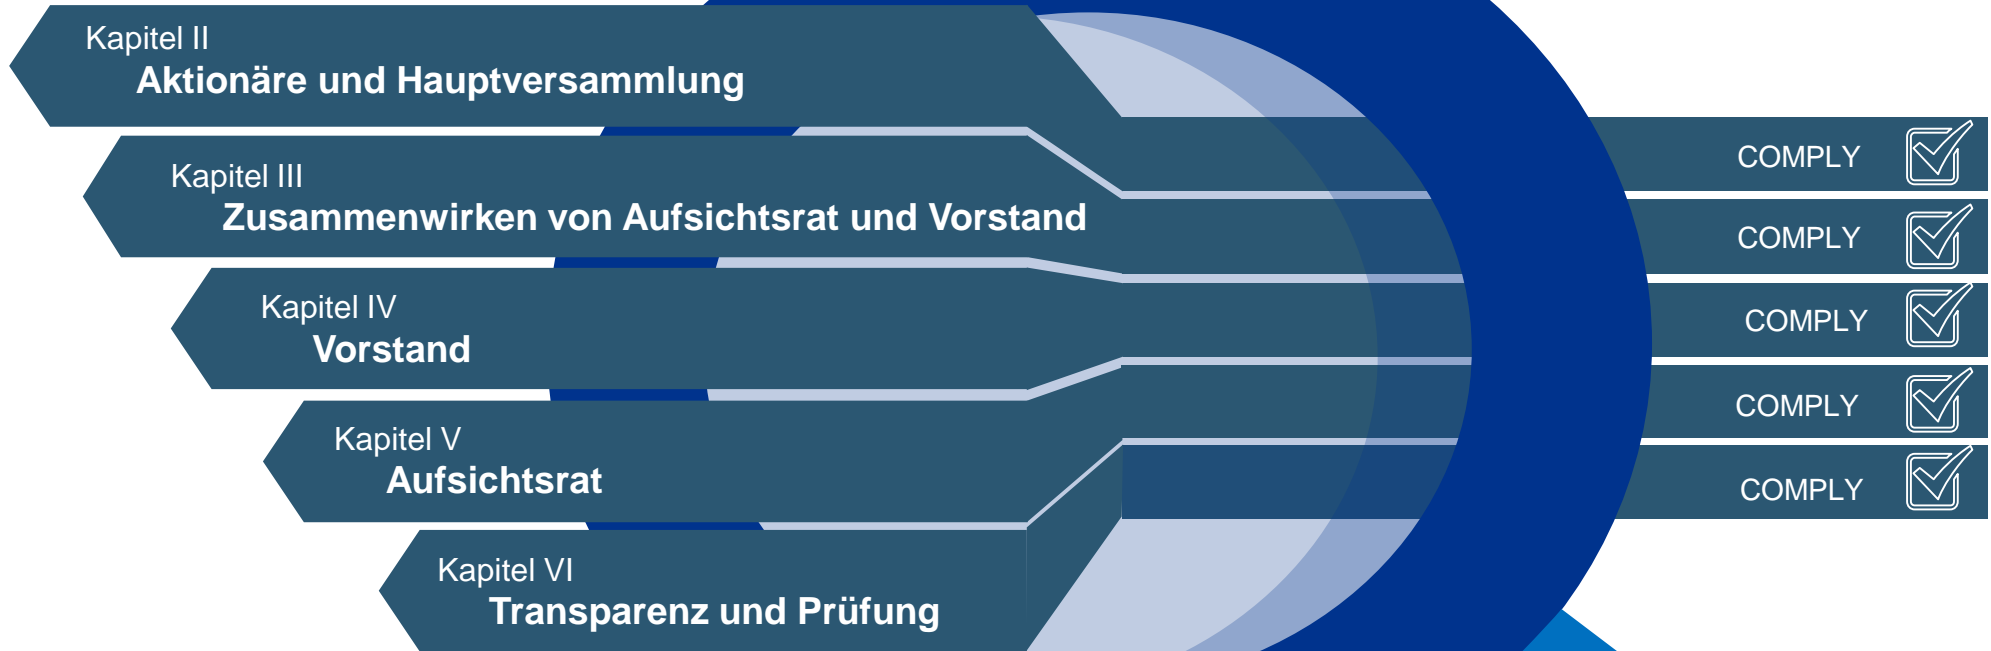 Kapitel II
Aktionäre und Hauptversammlung
COMPLY
Kapitel III
Zusammenwirken von Aufsichtsrat und Vorstand
COMPLY
Kapitel IV
Vorstand
COMPLY
Kapitel V
Aufsichtsrat
COMPLY
Kapitel VI
Transparenz und Prüfung
COMPLY